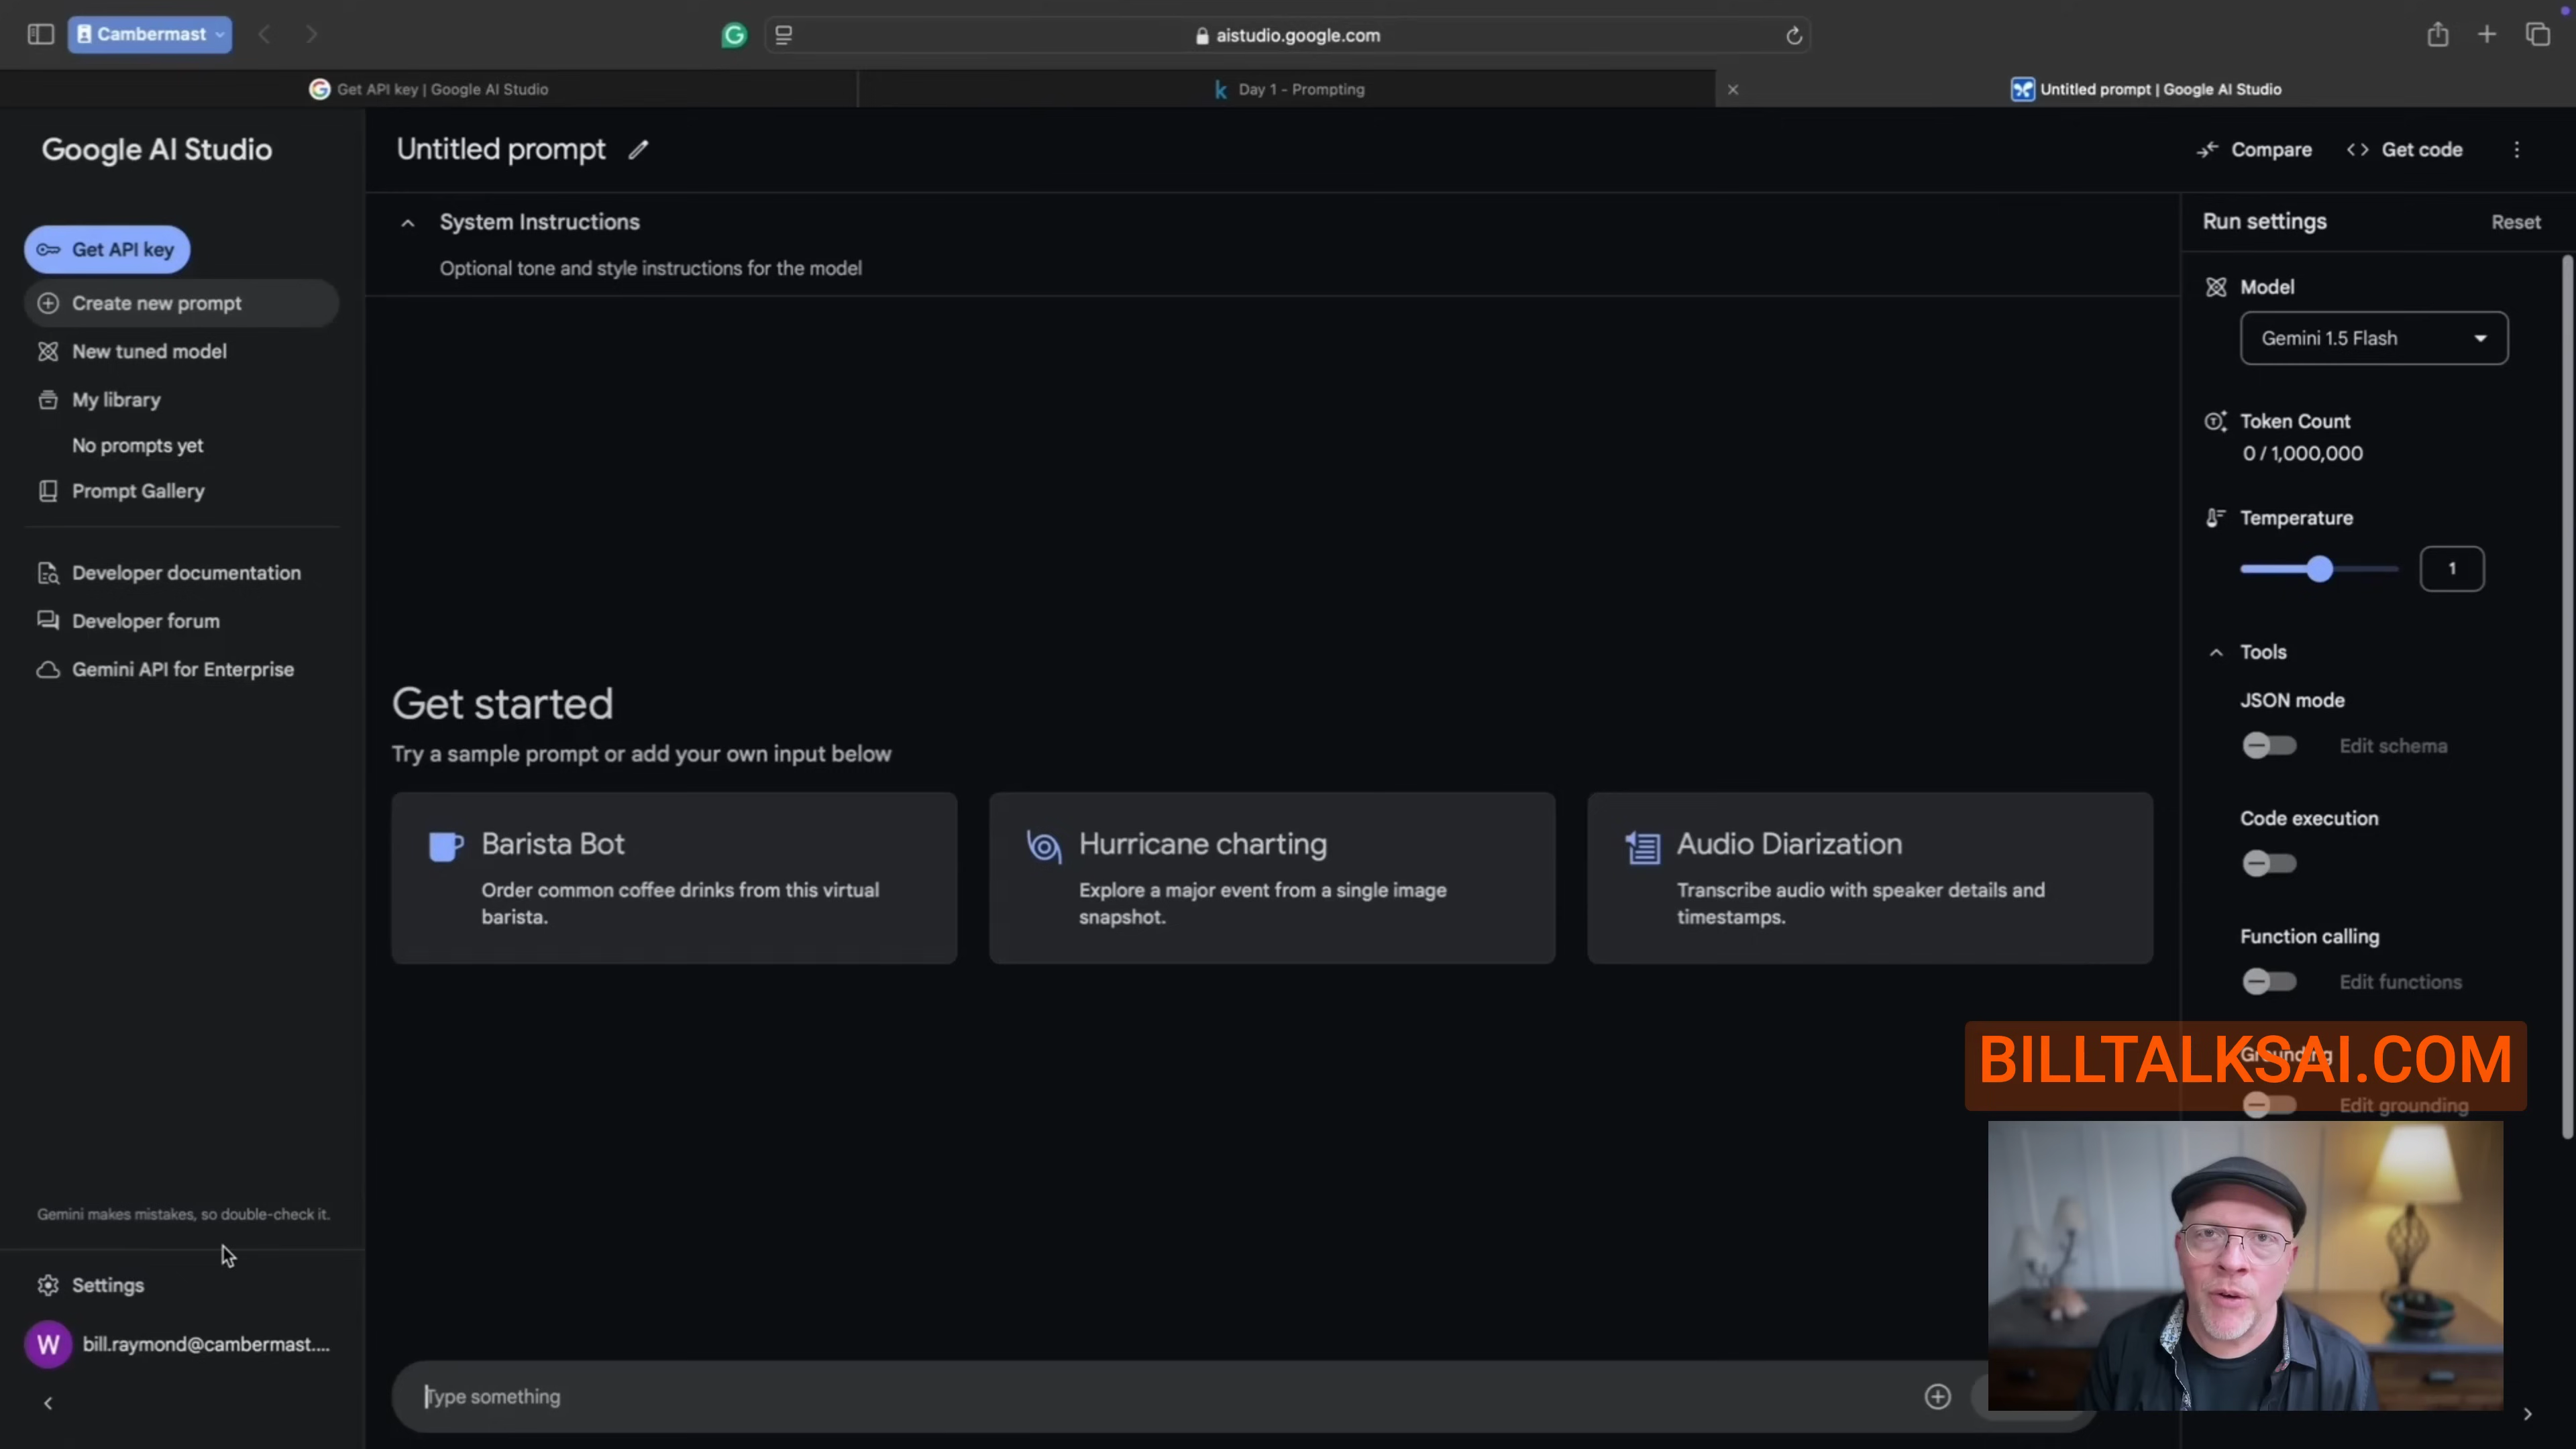 Cambermast
aistudio.google.com
Get API key | Google AI Studio
Day 1 - Prompting
Untitled prompt | Google AI Studio
Google AI Studio
Get API key
Create new prompt
New tuned model
My library
No prompts yet
Prompt Gallery
Developer documentation
Developer forum
Gemini API for Enterprise
Gemini makes mistakes, so double-check it.
Settings
W
bill.raymond@cambermast....
Untitled prompt
Compare
Get code
System Instructions
Optional tone and style instructions for the model
Get started
Try a sample prompt or add your own input below
Barista Bot
Order common coffee drinks from this virtual
barista.
Hurricane charting
Explore a major event from a single image
snapshot.
Audio Diarization
Transcribe audio with speaker details and
timestamps.
Type something
Run settings
Reset
Model
Gemini 1.5 Flash
Token Count
0 / 1,000,000
Temperature
1
Tools
JSON mode
Edit schema
Code execution
Function calling
Edit functions
Grounding
BILLTALKSAI.COM
Edit grounding